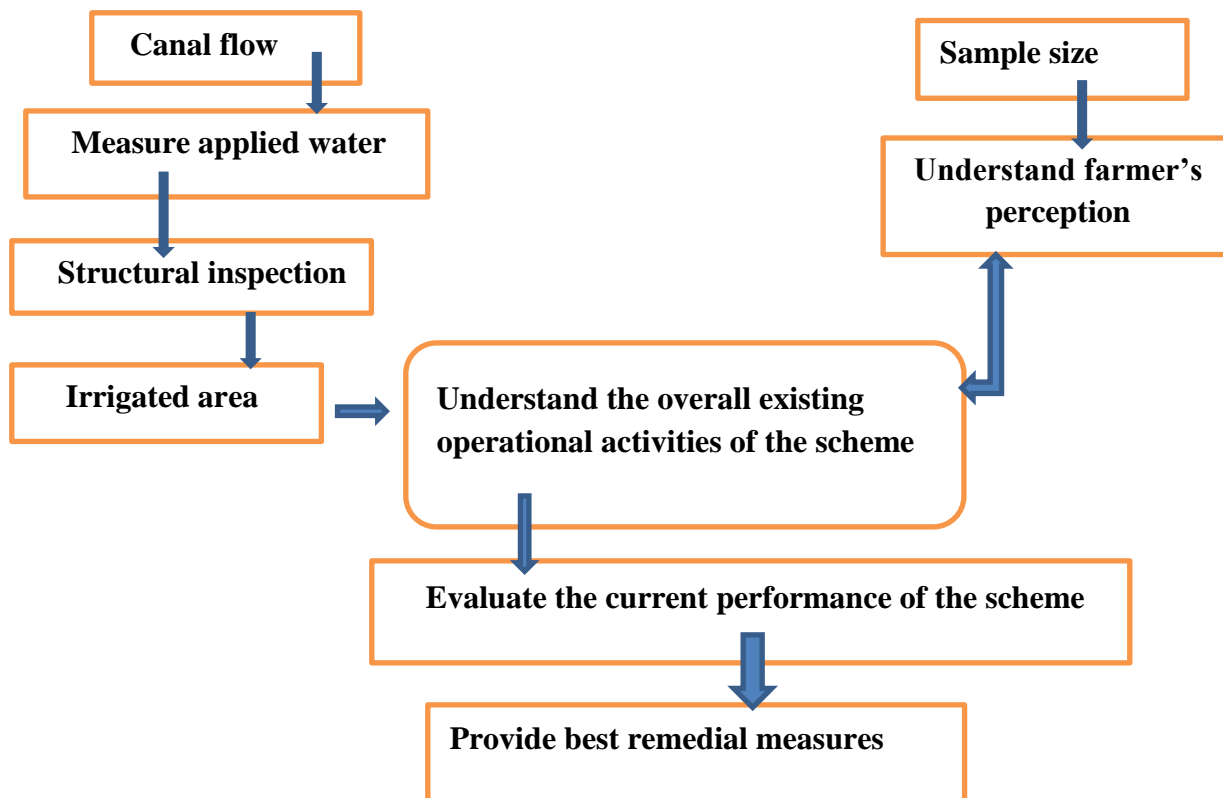 Canal flow
Sample size
Measure applied water
Understand farmer’s
perception
Structural inspection
Irrigated area
Understand the overall existing
operational activities of the scheme
Evaluate the current performance of the scheme
Provide best remedial measures